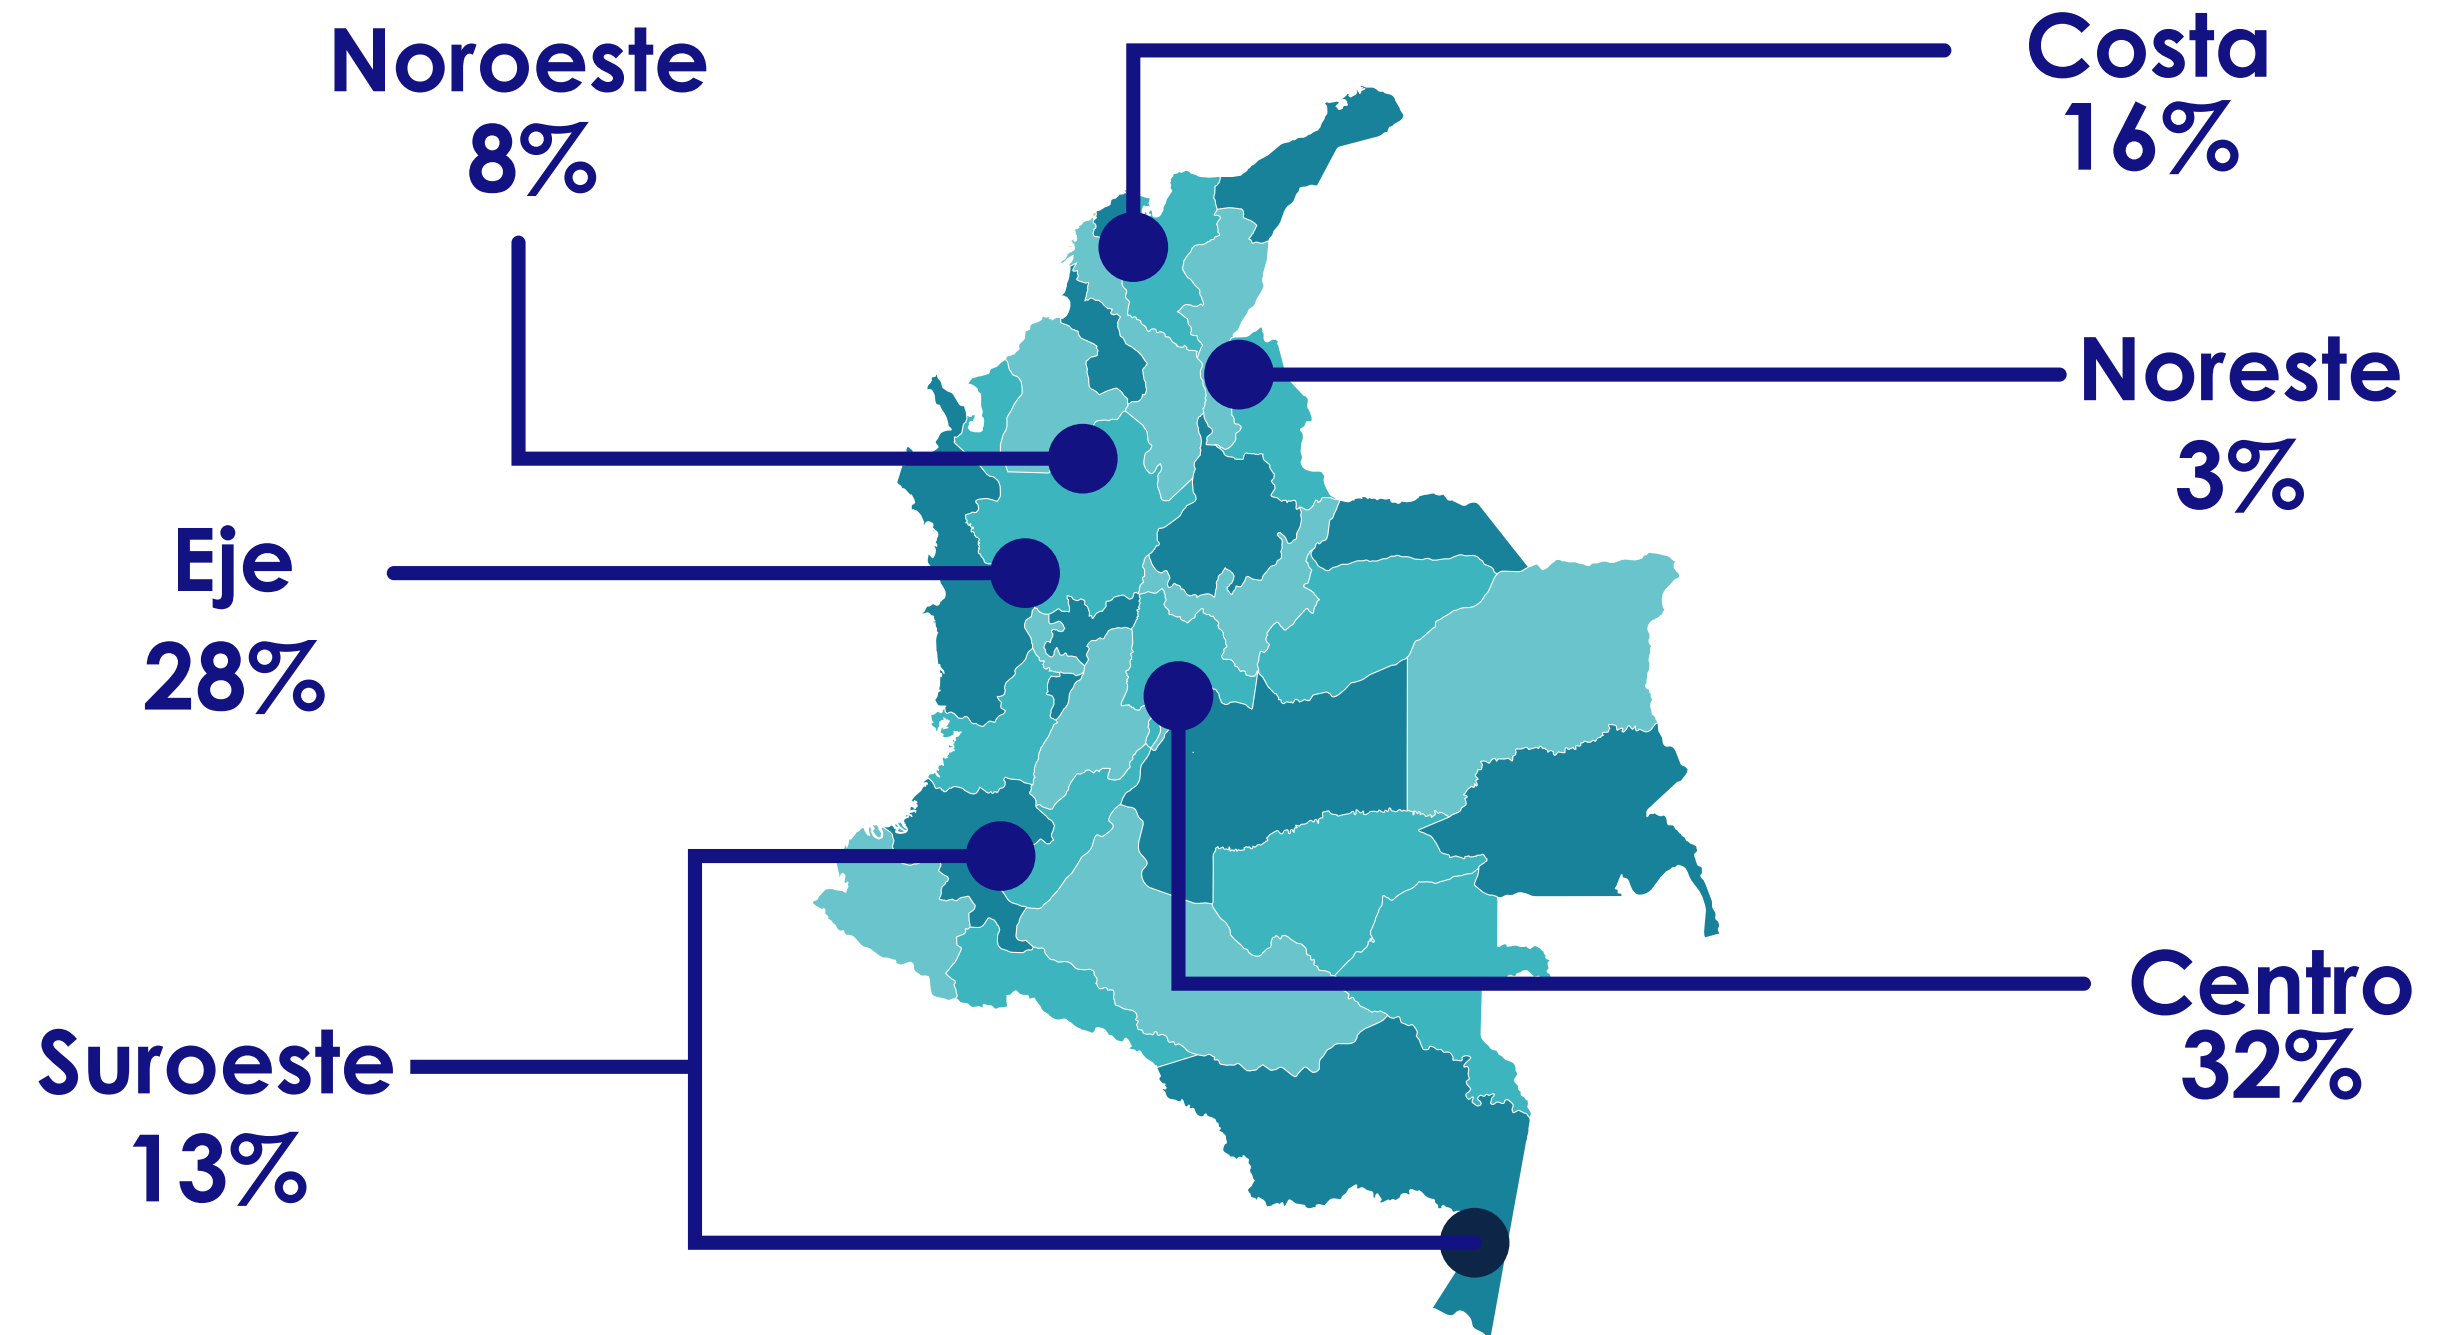 Noroeste
8%
Costa
16%
Noreste
3%
Eje
28%
Centro
32%
Suroeste
13%